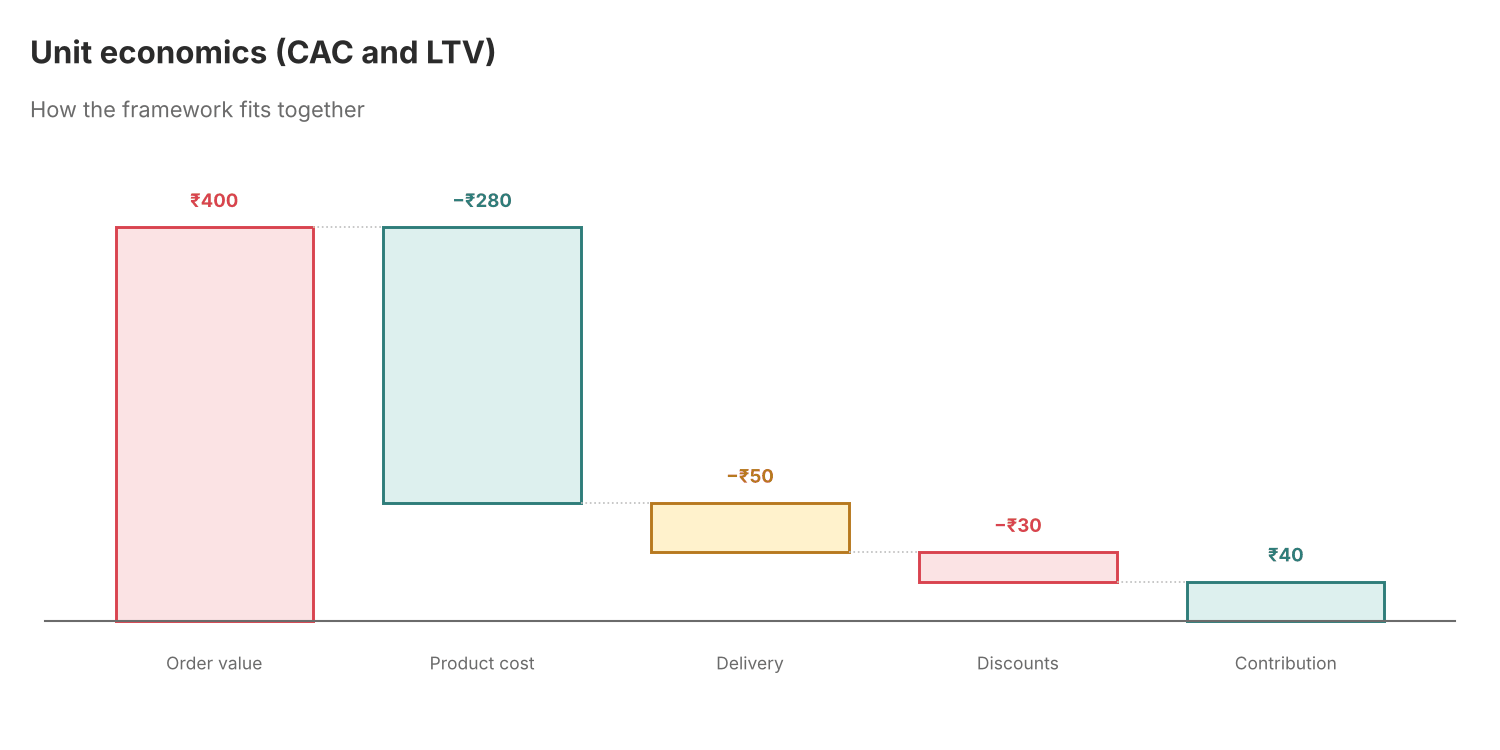 Unit economics (CAC and LTV)
How the framework fits together
₹400
−₹280
−₹50
−₹30
₹40
Order value
Product cost
Delivery
Discounts
Contribution